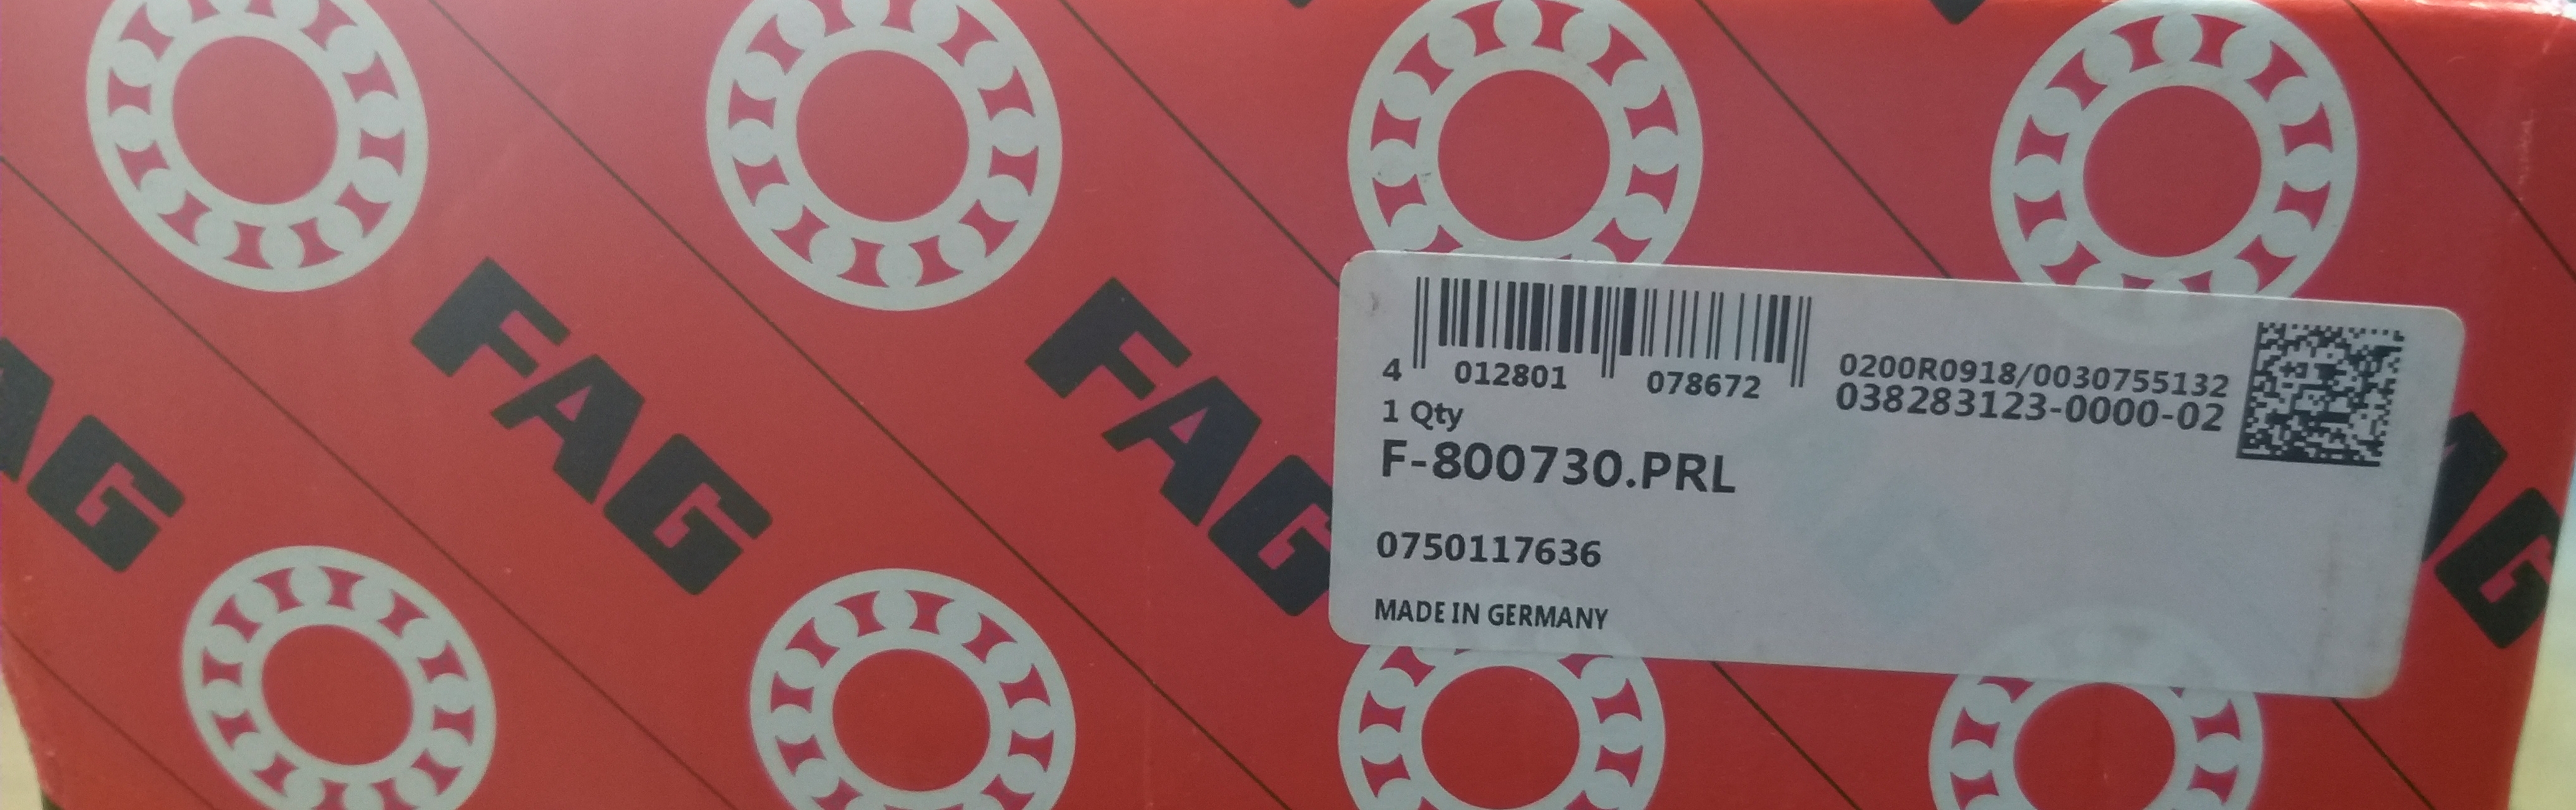 FAG
FAG
FAG
FAG
4 012801 078672
0200R0918/0030755132
038283123-0000-02
1 Qty
F-800730.PRL
0750117636
MADE IN GERMANY